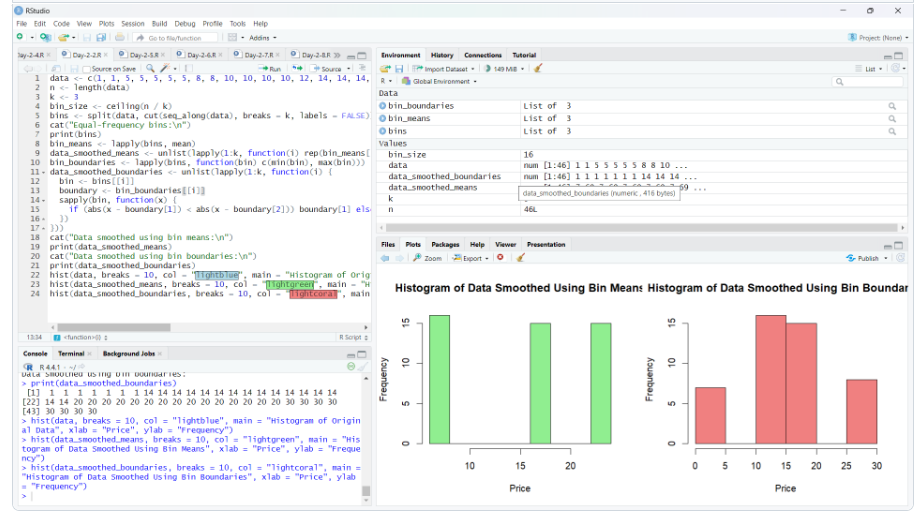 RStudio
File Edit Code View Plots Session Build Debug Profile Tools Help
Go to file/function
Addins
Project: (None)
Day-2-4.R
Day-2-2.R
Day-2-5.R
Day-2-6.R
Day-2-7.R
Day-2-8.R
Source on Save
Run
Source
1 data <- c(1, 1, 5, 5, 5, 5, 5, 8, 8, 10, 10, 10, 10, 12, 14, 14, 14,
2 n <- length(data)
3 k <- 3
4 bin_size <- ceiling(n / k)
5 bins <- split(data, cut(seq_along(data), breaks = k, labels = FALSE)
6 cat("Equal-frequency bins:\n")
7 print(bins)
8 bin_means <- lapply(bins, mean)
9 data_smoothed_means <- unlist(lapply(1:k, function(i) rep(bin_means[
10 bin_boundaries <- lapply(bins, function(bin) c(min(bin), max(bin)))
11 data_smoothed_boundaries <- unlist(lapply(1:k, function(i) {
12 bin <- bins[[i]]
13 boundary <- bin_boundaries[[i]]
14 sapply(bin, function(x) {
15 if (abs(x - boundary[1]) < abs(x - boundary[2])) boundary[1] els
16 })
17 }))
18 cat("Data smoothed using bin means:\n")
19 print(data_smoothed_means)
20 cat("Data smoothed using bin boundaries:\n")
21 print(data_smoothed_boundaries)
22 hist(data, breaks = 10, col = "lightblue", main = "Histogram of Orig
23 hist(data_smoothed_means, breaks = 10, col = "lightgreen", main = "H
24 hist(data_smoothed_boundaries, breaks = 10, col = "lightcoral", main
13:34 <function>() R Script
Console Terminal Background Jobs
R 4.4.1 · ~/
Data smoothed using bin boundaries:
> print(data_smoothed_boundaries)
[1] 1 1 1 1 1 1 1 14 14 14 14 14 14 14 14 14 14 14 14 14 14
[22] 14 14 20 20 20 20 20 20 20 20 20 20 20 20 20 20 20 30 30 30 30
[43] 30 30 30 30
> hist(data, breaks = 10, col = "lightblue", main = "Histogram of Origin
al Data", xlab = "Price", ylab = "Frequency")
> hist(data_smoothed_means, breaks = 10, col = "lightgreen", main = "His
togram of Data Smoothed Using Bin Means", xlab = "Price", ylab = "Freque
ncy")
> hist(data_smoothed_boundaries, breaks = 10, col = "lightcoral", main =
"Histogram of Data Smoothed Using Bin Boundaries", xlab = "Price", ylab
= "Frequency")
>
Environment History Connections Tutorial
Import Dataset 149 MiB List
R Global Environment
Data
bin_boundaries List of 3
bin_means List of 3
bins List of 3
Values
bin_size 16
data num [1:46] 1 1 5 5 5 5 5 8 8 10 ...
data_smoothed_boundaries num [1:46] 1 1 1 1 1 1 1 14 14 14 ...
data_smoothed_means
data_smoothed_boundaries (numeric, 416 bytes)
k
n 46L
Files Plots Packages Help Viewer Presentation
Zoom Export Publish
Histogram of Data Smoothed Using Bin Means
Frequency
0 5 10 15
10 15 20
Price
Histogram of Data Smoothed Using Bin Boundar
Frequency
0 5 10 15
0 5 10 15 20 25 30
Price